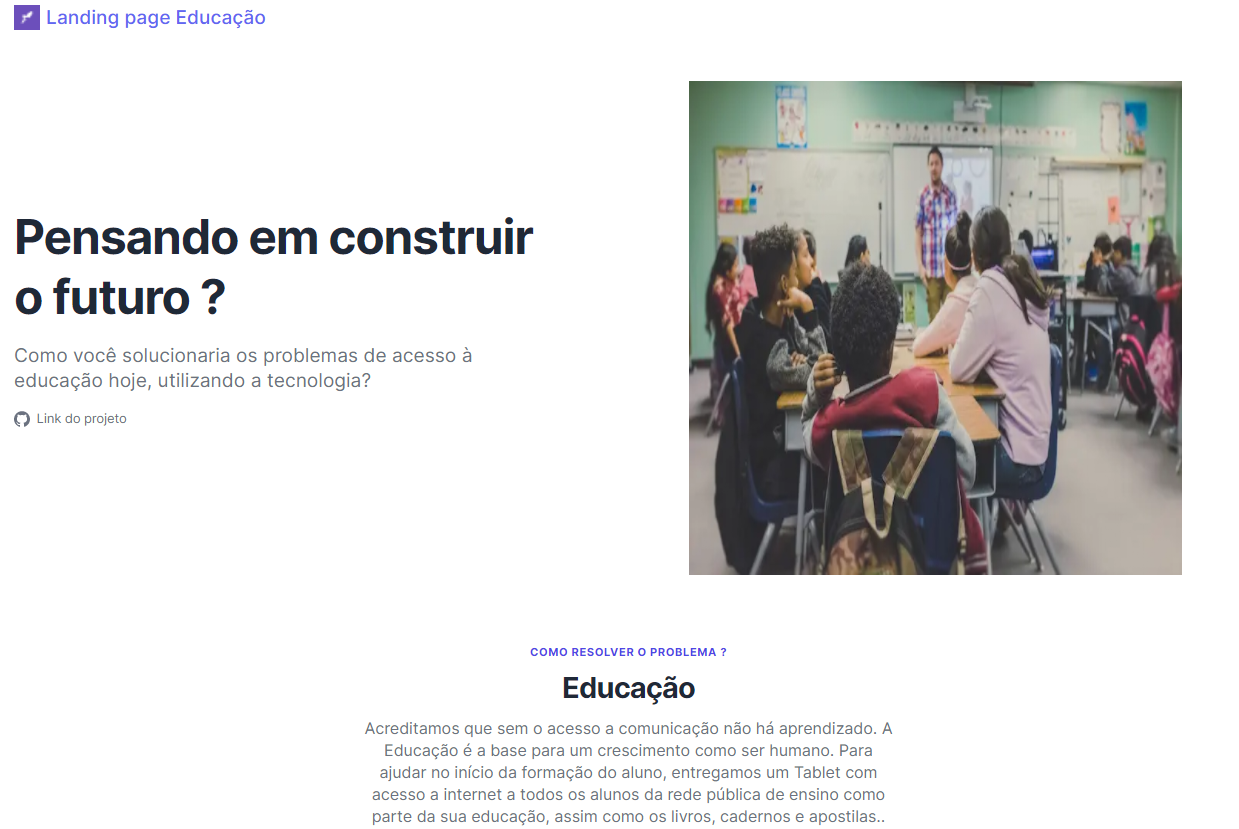 Landing page Educação
Pensando em construir
o futuro ?
Como você solucionaria os problemas de acesso à
educação hoje, utilizando a tecnologia?
Link do projeto
COMO RESOLVER O PROBLEMA ?
Educação
Acreditamos que sem o acesso a comunicação não há aprendizado. A
Educação é a base para um crescimento como ser humano. Para
ajudar no início da formação do aluno, entregamos um Tablet com
acesso a internet a todos os alunos da rede pública de ensino como
parte da sua educação, assim como os livros, cadernos e apostilas..